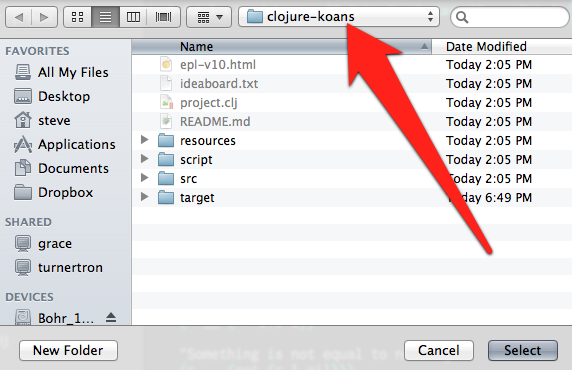 clojure-koans
FAVORITES
All My Files
Desktop
steve
Applications
Documents
Dropbox
SHARED
grace
turnertron
DEVICES
Bohr_1...
Name Date Modified
epl-v10.html Today 2:05 PM
ideaboard.txt Today 2:05 PM
project.clj Today 2:05 PM
README.md Today 2:05 PM
resources Today 2:05 PM
script Today 2:05 PM
src Today 2:05 PM
target Today 6:49 PM
"Something is not equal to n
New Folder Cancel Select